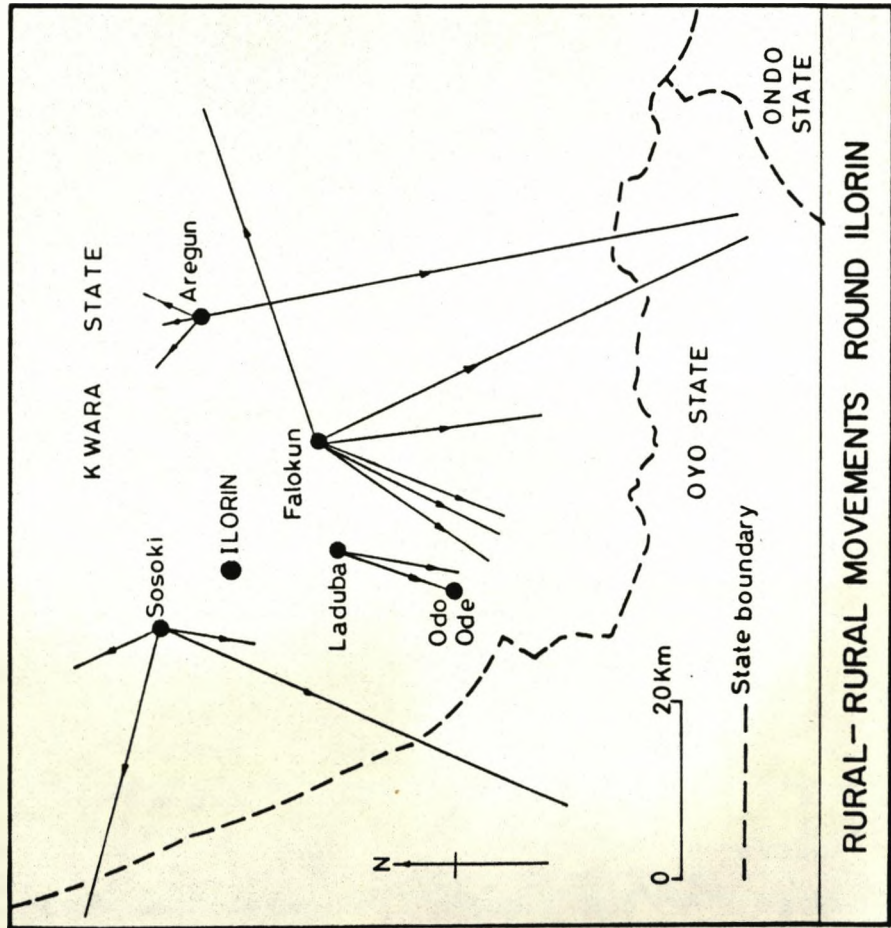 KWARA STATE
Aregun
Sosoki
ILORIN
Falokun
Laduba
Odo
Ode
N
OYO STATE
ONDO
STATE
0 20Km
State boundary
RURAL–RURAL MOVEMENTS ROUND ILORIN